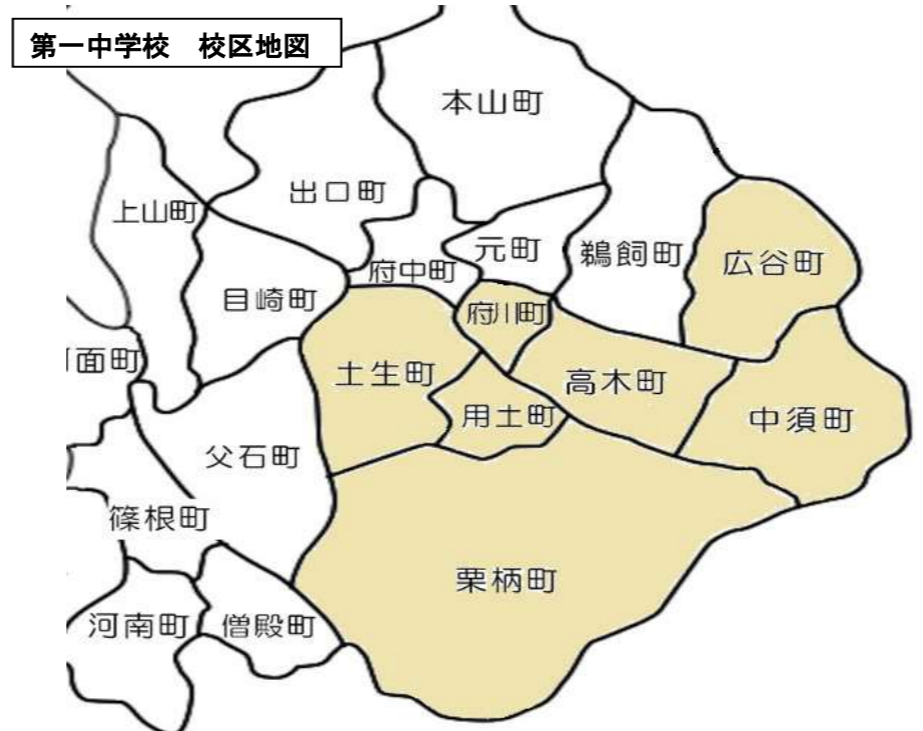 第一中学校　校区地図
本山町
出口町
上山町
元町
鵜飼町
広谷町
府中町
目崎町
府川町
土生町
高木町
面町
用土町
中須町
父石町
篠根町
栗柄町
河南町
僧殿町